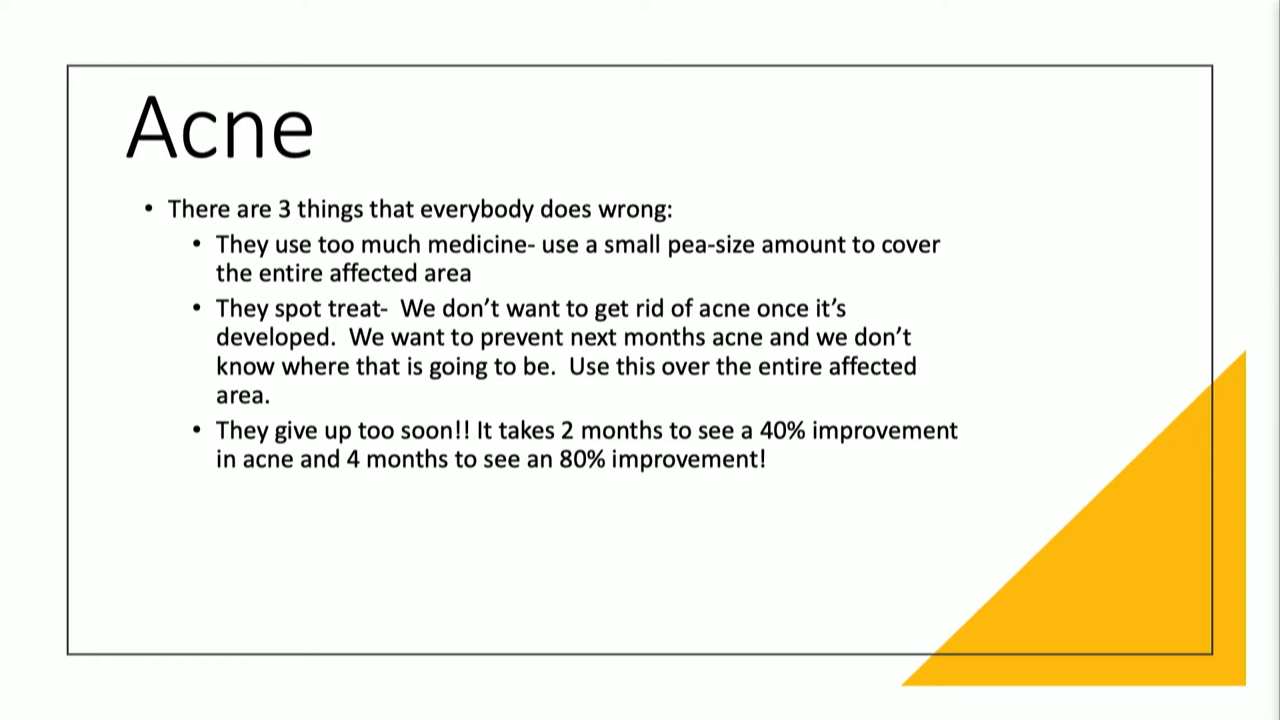 Acne
• There are 3 things that everybody does wrong:
• They use too much medicine- use a small pea-size amount to cover
the entire affected area
• They spot treat-  We don’t want to get rid of acne once it’s
developed.  We want to prevent next months acne and we don’t
know where that is going to be.  Use this over the entire affected
area.
• They give up too soon!! It takes 2 months to see a 40% improvement
in acne and 4 months to see an 80% improvement!